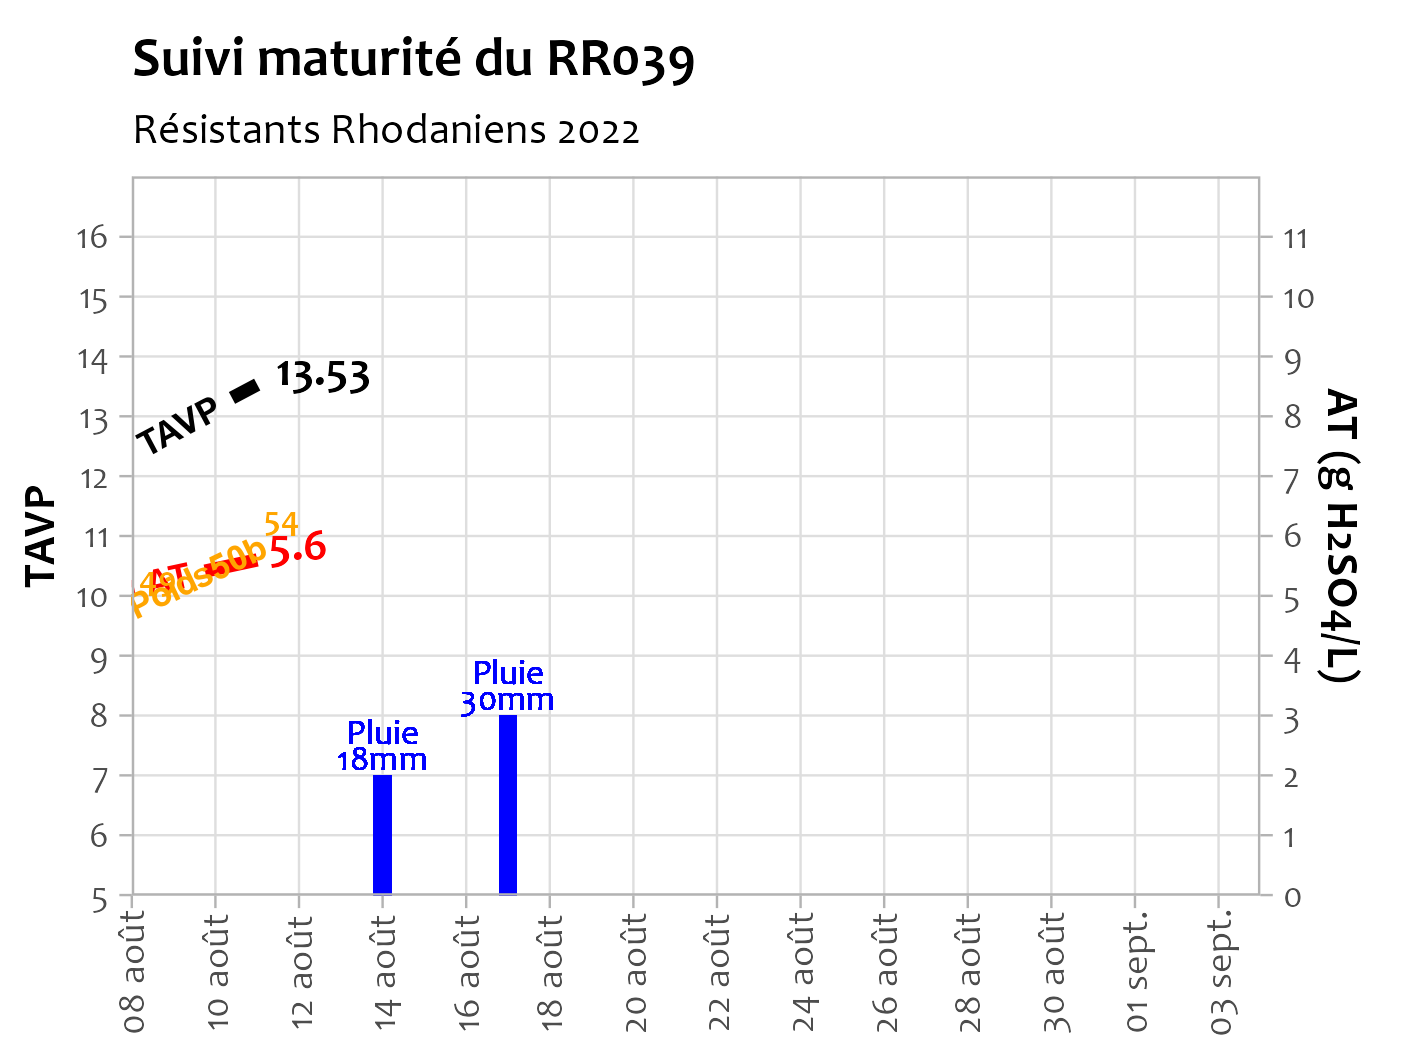 Suivi maturité du RR039
Résistants Rhodaniens 2022
TAVP
16
15
14
13
12
11
10
9
8
7
6
5
TAVP
13.53
54
5.6
AT
Poids50b
Pluie
18mm
Pluie
30mm
11
10
9
8
7
6
5
4
3
2
1
0
AT (g H2SO4/L)
08 août
10 août
12 août
14 août
16 août
18 août
20 août
22 août
24 août
26 août
28 août
30 août
01 sept.
03 sept.